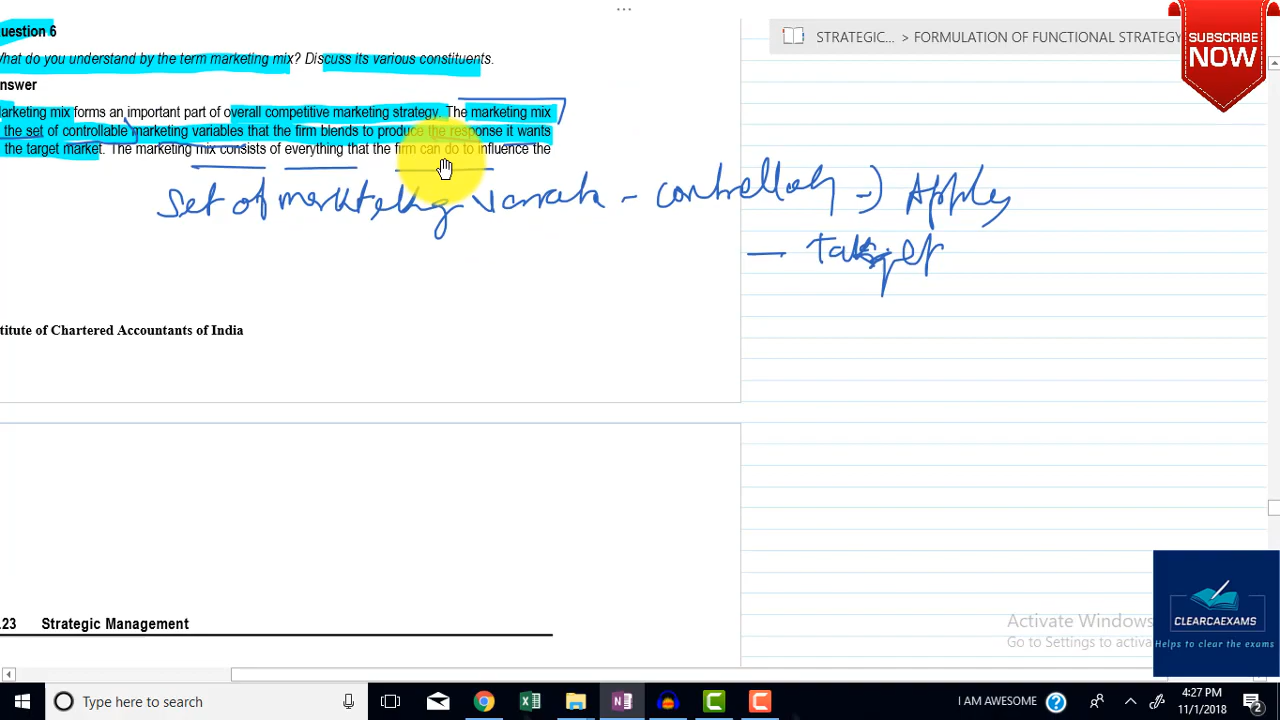 uestion 6
hat do you understand by the term marketing mix? Discuss its various constituents.
nswer
arketing mix forms an important part of overall competitive marketing strategy. The marketing mix
the set of controllable marketing variables that the firm blends to produce the response it wants
the target market. The marketing mix consists of everything that the firm can do to influence the
Set of
target
titute of Chartered Accountants of India
.23 Strategic Management
STRATEGIC... > FORMULATION OF FUNCTIONAL STRATEGY
SUBSCRIBE
NOW
CLEARCAEXAMS
Helps to clear the exams
Activate Windows
Go to Settings to activa
Type here to search
I AM AWESOME
4:27 PM
11/1/2018
2